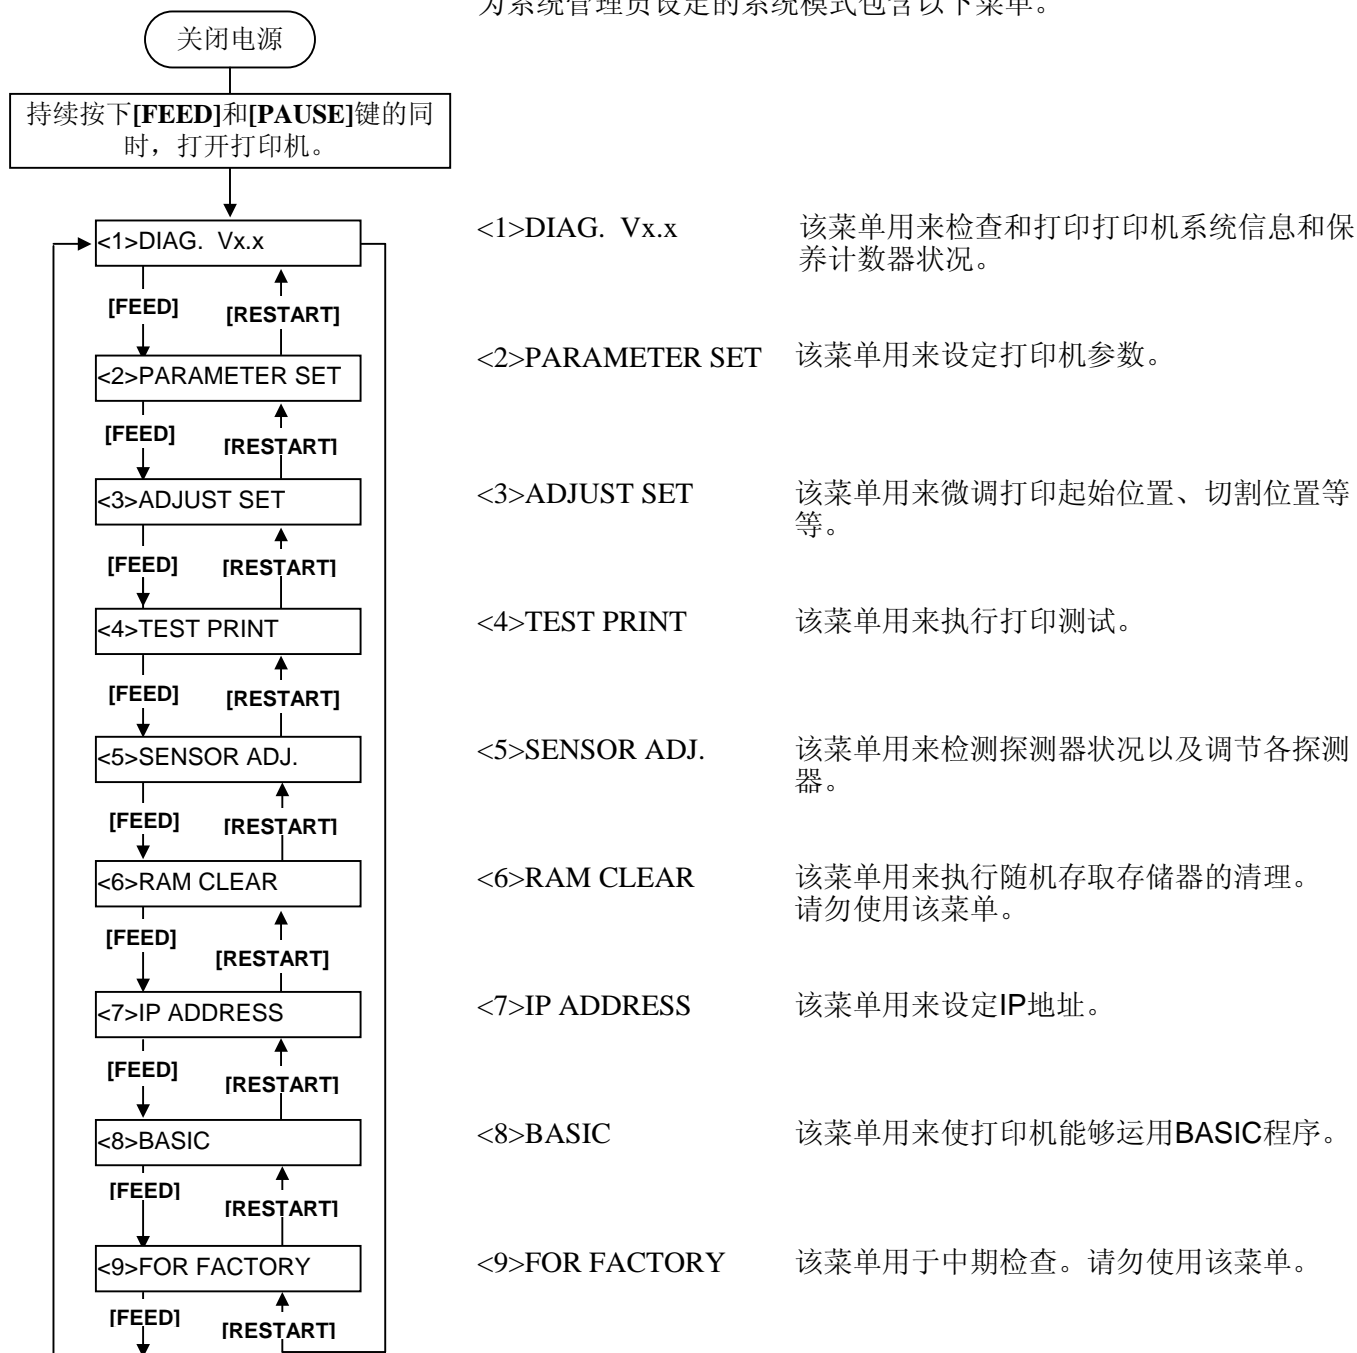 为系统管理员设定的系统模式包含以下菜单。
关闭电源
持续按下[FEED]和[PAUSE]键的同
时，打开打印机。
<1>DIAG. Vx.x
<1>DIAG. Vx.x
该菜单用来检查和打印打印机系统信息和保
养计数器状况。
[FEED]
[RESTART]
<2>PARAMETER SET
<2>PARAMETER SET
该菜单用来设定打印机参数。
[FEED]
[RESTART]
<3>ADJUST SET
<3>ADJUST SET
该菜单用来微调打印起始位置、切割位置等
等。
[FEED]
[RESTART]
<4>TEST PRINT
<4>TEST PRINT
该菜单用来执行打印测试。
[FEED]
[RESTART]
<5>SENSOR ADJ.
<5>SENSOR ADJ.
该菜单用来检测探测器状况以及调节各探测
器。
[FEED]
[RESTART]
<6>RAM CLEAR
<6>RAM CLEAR
该菜单用来执行随机存取存储器的清理。
请勿使用该菜单。
[FEED]
[RESTART]
<7>IP ADDRESS
<7>IP ADDRESS
该菜单用来设定IP地址。
[FEED]
[RESTART]
<8>BASIC
<8>BASIC
该菜单用来使打印机能够运用BASIC程序。
[FEED]
[RESTART]
<9>FOR FACTORY
<9>FOR FACTORY
该菜单用于中期检查。请勿使用该菜单。
[FEED]
[RESTART]